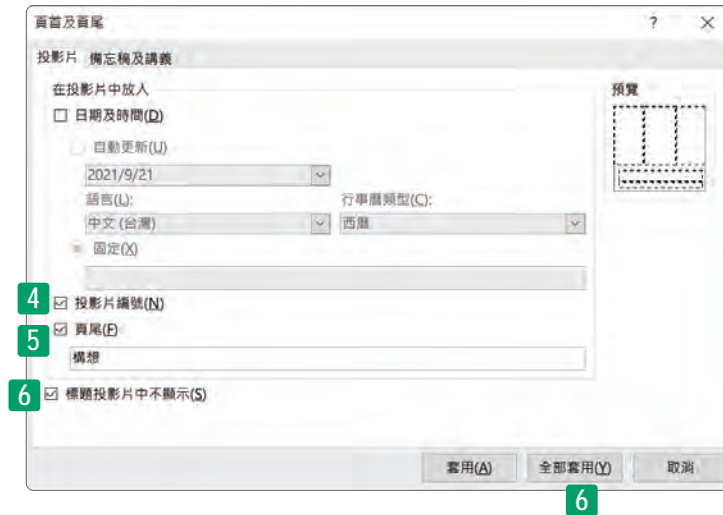 頁首及頁尾 ? ×
投影片 備忘稿及講義
在投影片中放入 預覽
日期及時間(D)
自動更新(U)
2021/9/21
語言(L): 行事曆類型(C):
中文 (台灣) 西曆
固定(X)
4 投影片編號(N)
5 頁尾(F)
構想
6 標題投影片中不顯示(S)
套用(A) 全部套用(Y) 取消
6